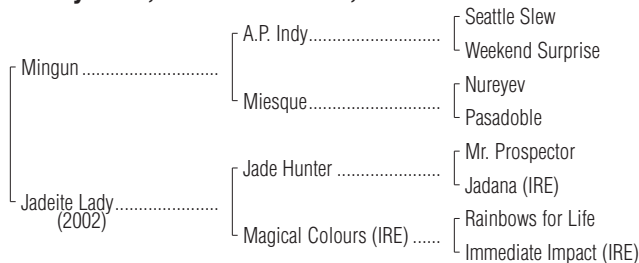 Seattle Slew
A.P. Indy
Weekend Surprise
Mingun
Nureyev
Miesque
Pasadoble
Mr. Prospector
Jade Hunter
Jadana (IRE)
Jadeite Lady
(2002)
Rainbows for Life
Magical Colours (IRE)
Immediate Impact (IRE)